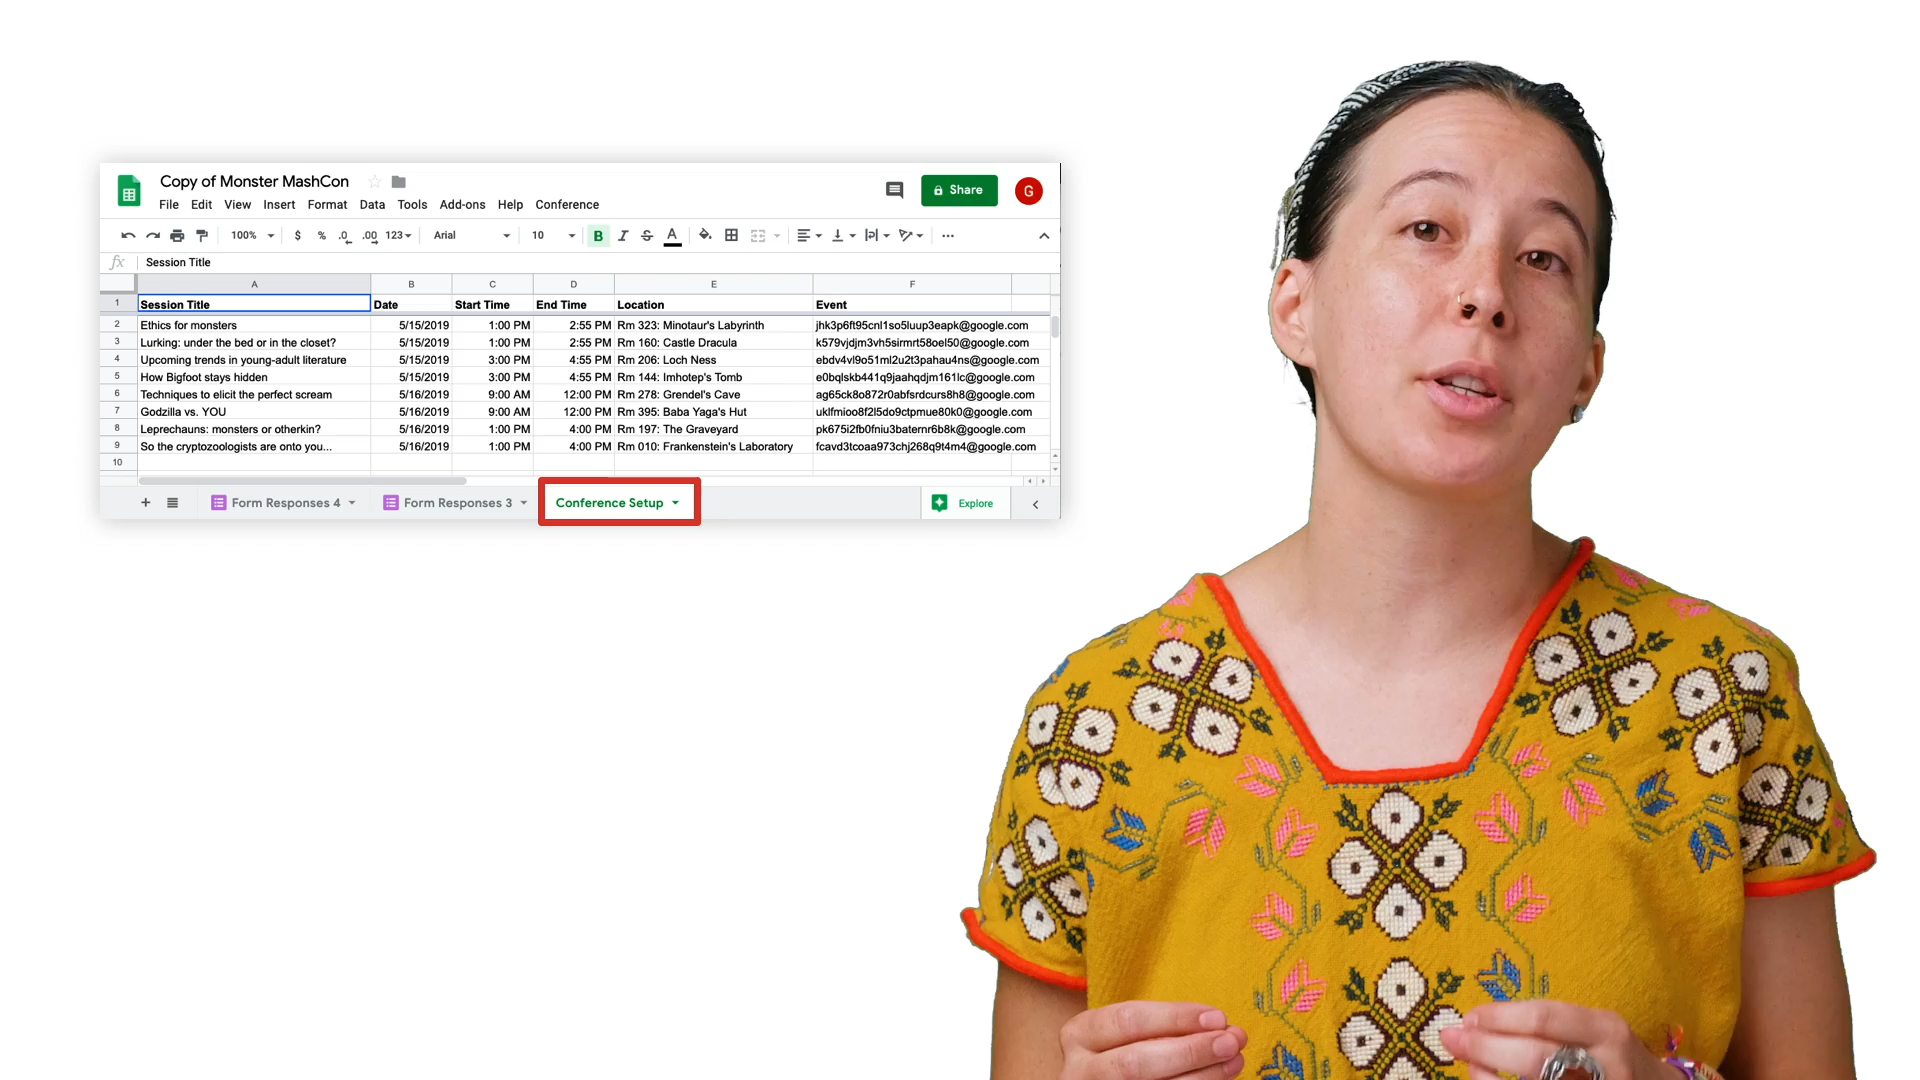 Copy of Monster MashCon
File Edit View Insert Format Data Tools Add-ons Help Conference
Share
G
100% $ % .0 .00 123 Arial 10 B I S A
fx Session Title
A B C D E F
1 Session Title Date Start Time End Time Location Event
2 Ethics for monsters 5/15/2019 1:00 PM 2:55 PM Rm 323: Minotaur's Labyrinth jhk3p6ft95cnl1so5luup3eapk@google.com
3 Lurking: under the bed or in the closet? 5/15/2019 1:00 PM 2:55 PM Rm 160: Castle Dracula k579vjdjm3vh5sirmrt58oel50@google.com
4 Upcoming trends in young-adult literature 5/15/2019 3:00 PM 4:55 PM Rm 206: Loch Ness ebdv4vl9o51ml2u2t3pahau4ns@google.com
5 How Bigfoot stays hidden 5/15/2019 3:00 PM 4:55 PM Rm 144: Imhotep's Tomb e0bqlskb441q9jaahqdjm161lc@google.com
6 Techniques to elicit the perfect scream 5/16/2019 9:00 AM 12:00 PM Rm 278: Grendel's Cave ag65ck8o872r0abfsrdcurs8h8@google.com
7 Godzilla vs. YOU 5/16/2019 9:00 AM 12:00 PM Rm 395: Baba Yaga's Hut uklfmioo8f2l5do9ctpmue80k0@google.com
8 Leprechauns: monsters or otherkin? 5/16/2019 1:00 PM 4:00 PM Rm 197: The Graveyard pk675i2fb0fniu3baternr6b8k@google.com
9 So the cryptozoologists are onto you... 5/16/2019 1:00 PM 4:00 PM Rm 010: Frankenstein's Laboratory fcavd3tcoaa973chj268q9t4m4@google.com
10
Form Responses 4 Form Responses 3 Conference Setup Explore